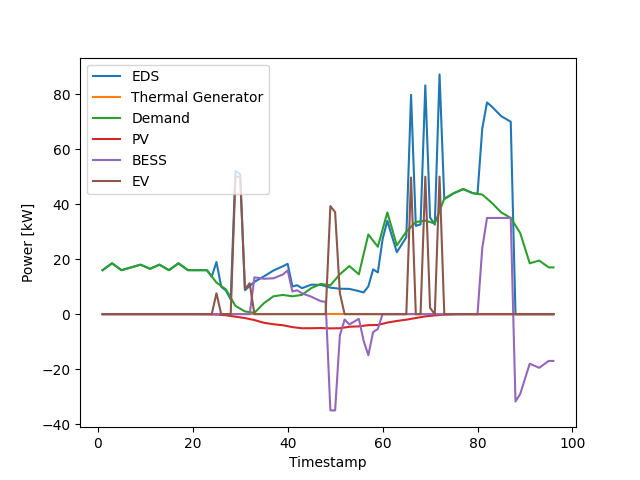 EDS
Thermal Generator
Demand
PV
BESS
EV
Power [kW]
80
60
40
20
0
−20
−40
0 20 40 60 80 100
Timestamp